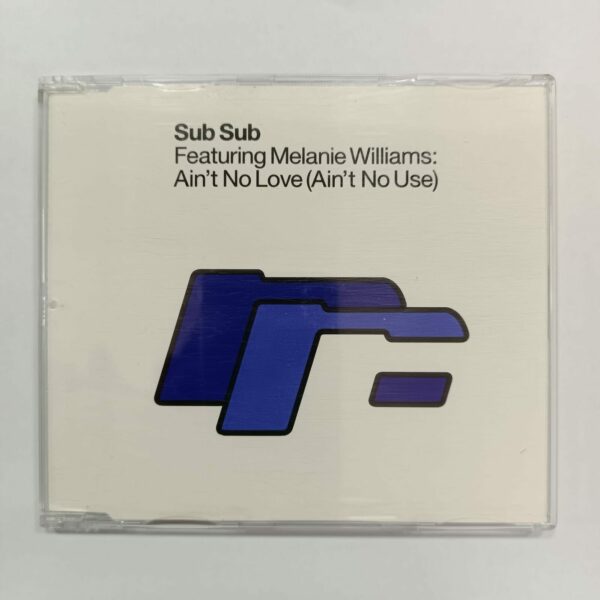 Sub Sub
Featuring Melanie Williams:
Ain't No Love (Ain't No Use)